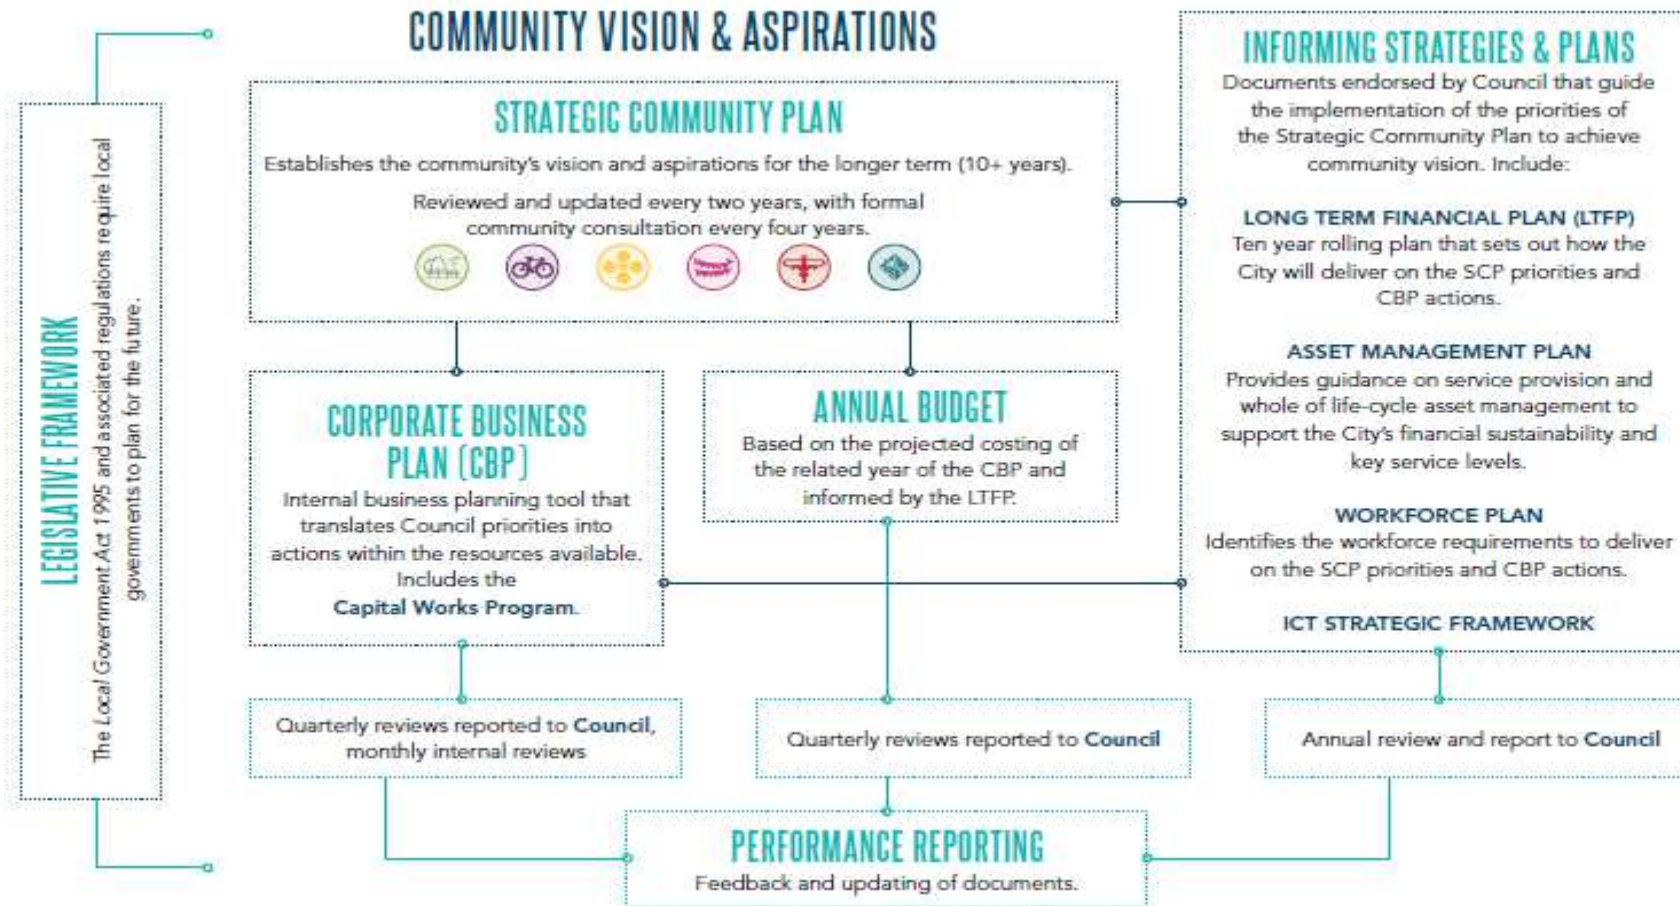 COMMUNITY VISION & ASPIRATIONS
LEGISLATIVE FRAMEWORK
The Local Government Act 1995 and associated regulations require local
governments to plan for the future.
STRATEGIC COMMUNITY PLAN
Establishes the community's vision and aspirations for the longer term (10+ years).
Reviewed and updated every two years, with formal
community consultation every four years.
CORPORATE BUSINESS
PLAN (CBP)
Internal business planning tool that
translates Council priorities into
actions within the resources available.
Includes the
Capital Works Program.
ANNUAL BUDGET
Based on the projected costing of
the related year of the CBP and
informed by the LTFP.
INFORMING STRATEGIES & PLANS
Documents endorsed by Council that guide
the implementation of the priorities of
the Strategic Community Plan to achieve
community vision. Include:
LONG TERM FINANCIAL PLAN (LTFP)
Ten year rolling plan that sets out how the
City will deliver on the SCP priorities and
CBP actions.
ASSET MANAGEMENT PLAN
Provides guidance on service provision and
whole of life-cycle asset management to
support the City's financial sustainability and
key service levels.
WORKFORCE PLAN
Identifies the workforce requirements to deliver
on the SCP priorities and CBP actions.
ICT STRATEGIC FRAMEWORK
Quarterly reviews reported to Council,
monthly internal reviews
Quarterly reviews reported to Council
Annual review and report to Council
PERFORMANCE REPORTING
Feedback and updating of documents.